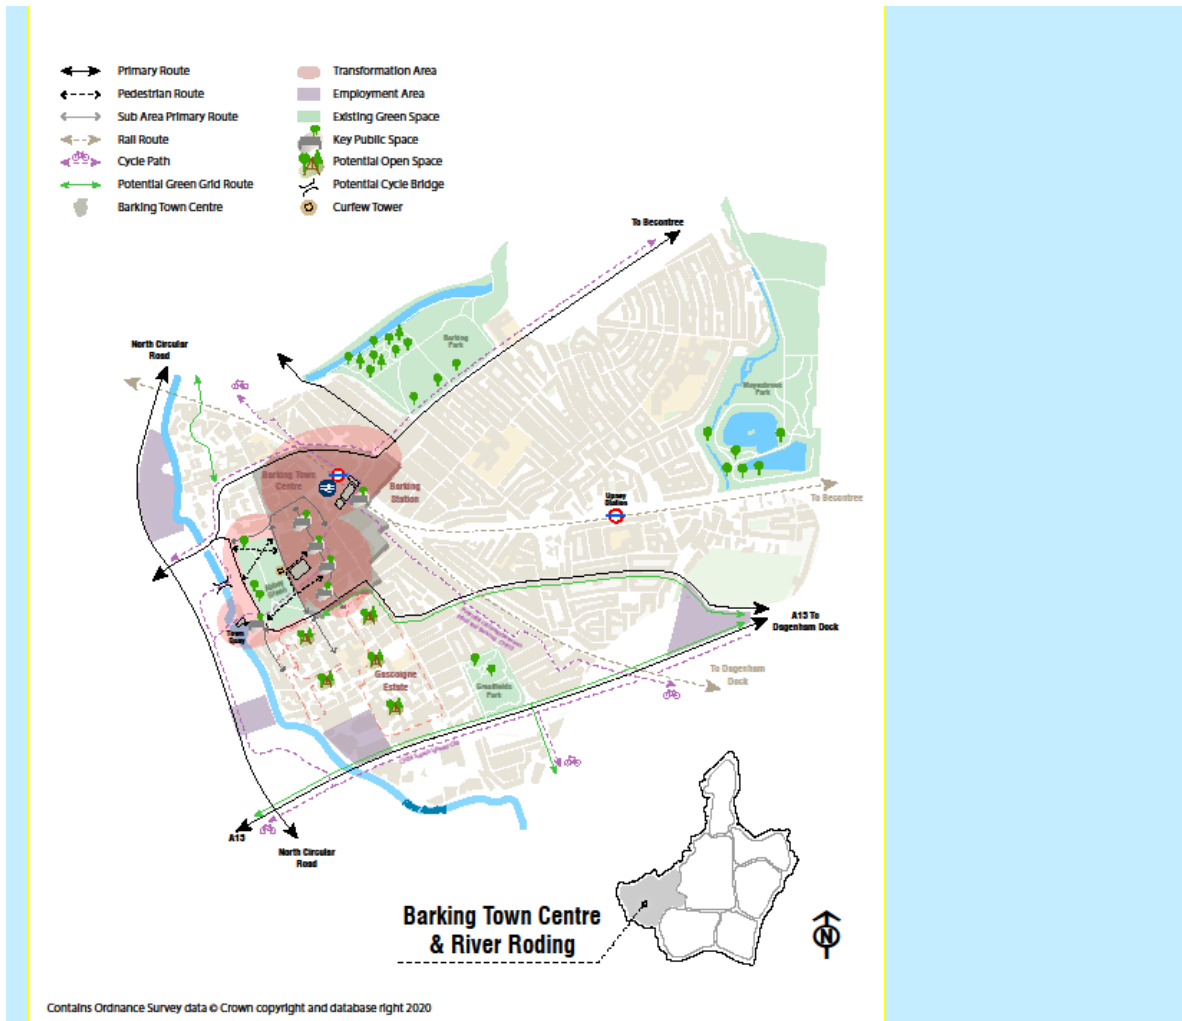 Primary Route
Pedestrian Route
Sub Area Primary Route
Rail Route
Cycle Path
Potential Green Grid Route
Barking Town Centre
Transformation Area
Employment Area
Existing Green Space
Key Public Space
Potential Open Space
Potential Cycle Bridge
Curfew Tower
To Becontree
North Circular
Road
Barking
Park
Mayesbrook
Park
Barking Town
Centre
Barking
Station
Upney
Station
To Becontree
Abbey
Green
Town
Quay
A13 To
Dagenham Dock
To Dagenham
Dock
Gascoigne
Estate
Greatfields
Park
A13
North Circular
Road
Barking Town Centre
& River Roding
N
Contains Ordnance Survey data © Crown copyright and database right 2020